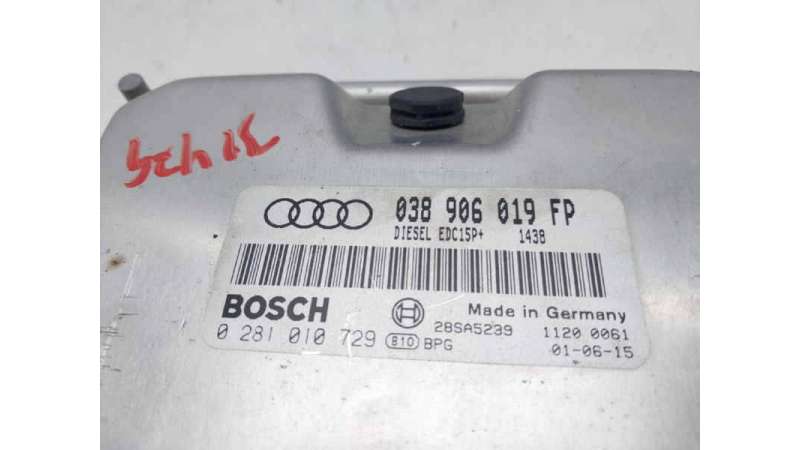 038 906 019 FP
DIESEL EDC15P+ 1438
BOSCH
Made in Germany
28SA5239 1120 0061
0 281 010 729 810 BPG 01-06-15